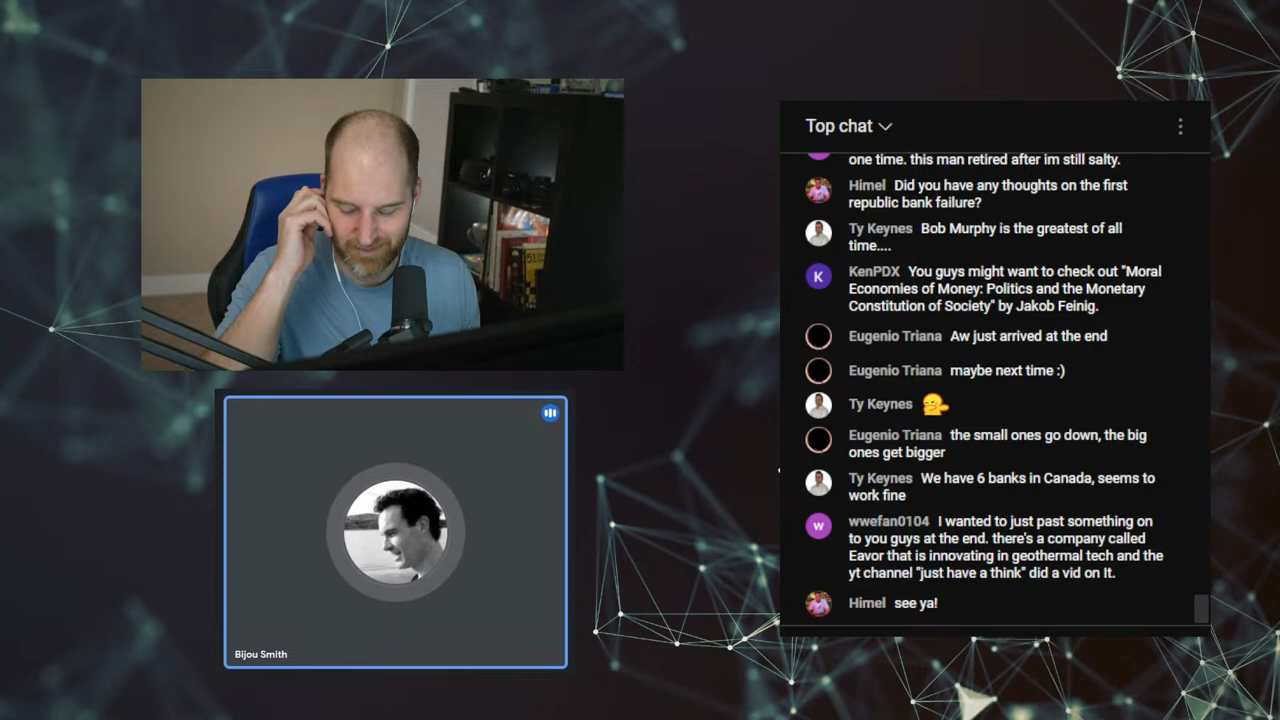 Top chat
one time. this man retired after im still salty.
Himel Did you have any thoughts on the first
republic bank failure?
Ty Keynes Bob Murphy is the greatest of all
time....
K
KenPDX You guys might want to check out "Moral
Economies of Money: Politics and the Monetary
Constitution of Society" by Jakob Feinig.
Eugenio Triana Aw just arrived at the end
Eugenio Triana maybe next time :)
Ty Keynes
Eugenio Triana the small ones go down, the big
ones get bigger
Ty Keynes We have 6 banks in Canada, seems to
work fine
w
wwefan0104 I wanted to just past something on
to you guys at the end. there's a company called
Eavor that is innovating in geothermal tech and the
yt channel "just have a think" did a vid on It.
Himel see ya!
Bijou Smith